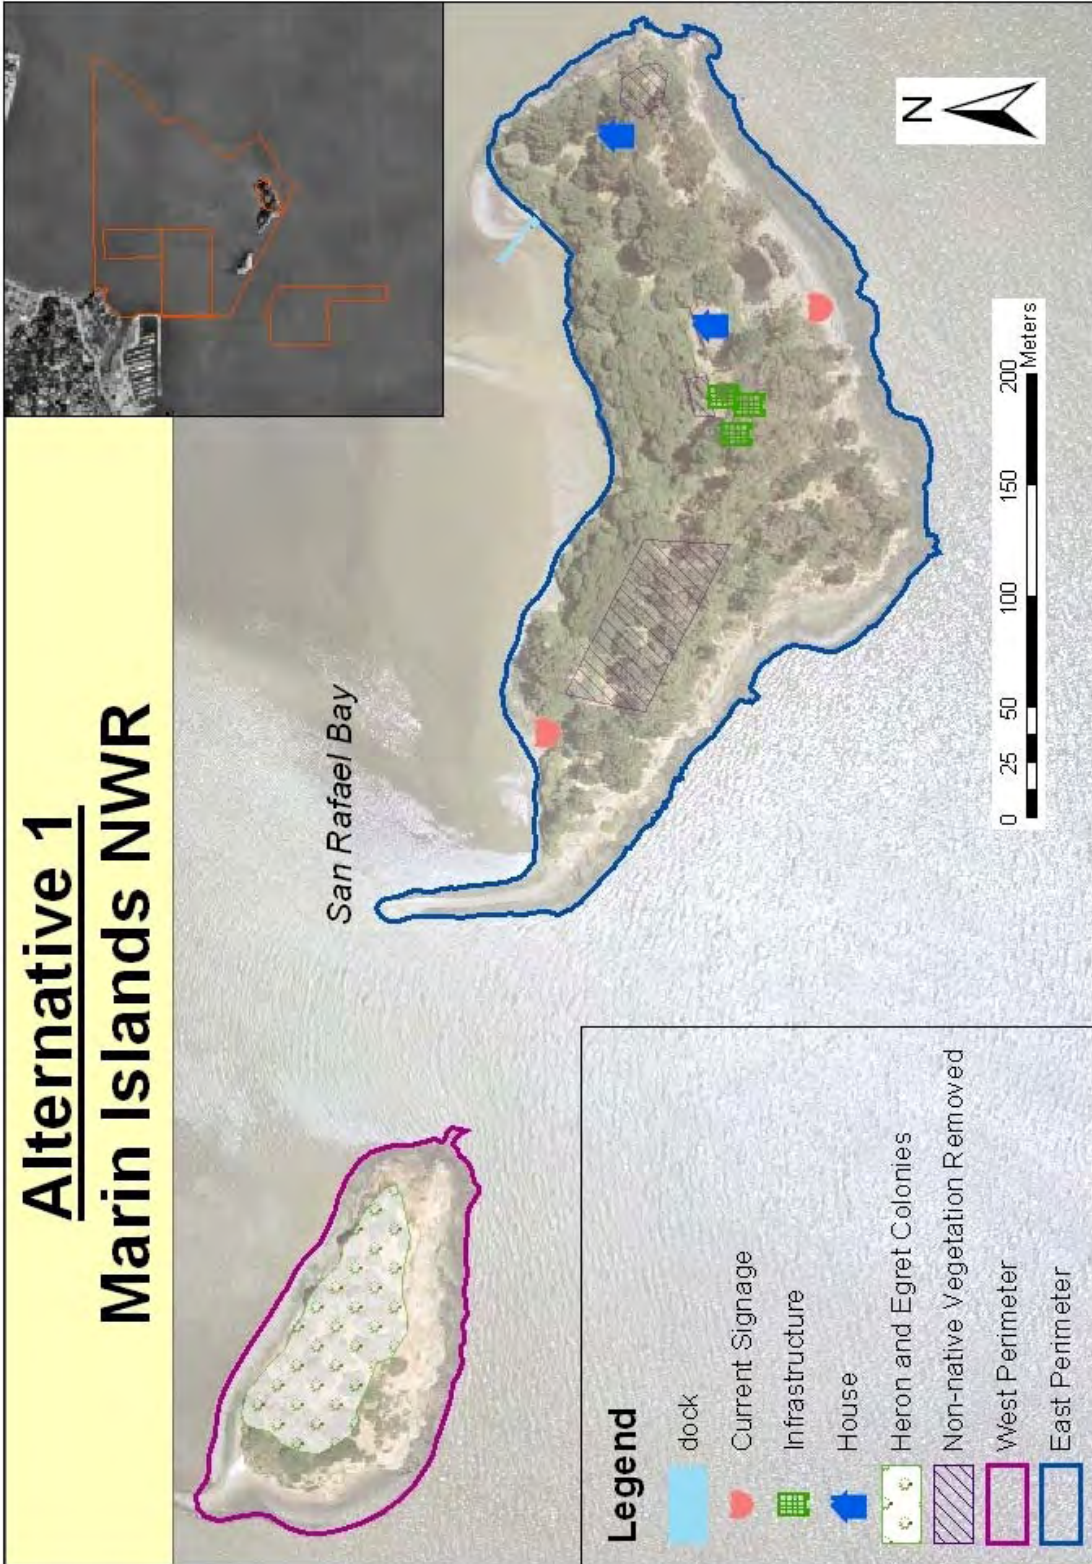 Alternative 1
Marin Islands NWR
San Rafael Bay
N
0 25 50 100 150 200
Meters
Legend
dock
Current Signage
Infrastructure
House
Heron and Egret Colonies
Non-native Vegetation Removed
West Perimeter
East Perimeter